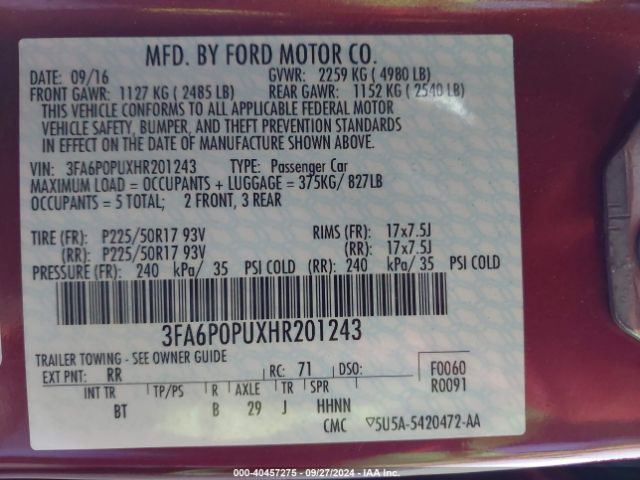 MFD. BY FORD MOTOR CO.
DATE: 09/16 GVWR: 2259 KG ( 4980 LB)
FRONT GAWR: 1127 KG ( 2485 LB) REAR GAWR: 1152 KG ( 2540 LB)
THIS VEHICLE CONFORMS TO ALL APPLICABLE FEDERAL MOTOR
VEHICLE SAFETY, BUMPER, AND THEFT PREVENTION STANDARDS
IN EFFECT ON THE DATE OF MANUFACTURE SHOWN ABOVE.
VIN: 3FA6P0PUXHR201243 TYPE: Passenger Car
MAXIMUM LOAD = OCCUPANTS + LUGGAGE = 375KG/ 827LB
OCCUPANTS = 5 TOTAL; 2 FRONT, 3 REAR
TIRE (FR): P225/50R17 93V RIMS (FR): 17x7.5J
(RR): P225/50R17 93V (RR): 17x7.5J
PRESSURE (FR): 240 kPa/ 35 PSI COLD (RR): 240 kPa/ 35 PSI COLD
3FA6P0PUXHR201243
TRAILER TOWING - SEE OWNER GUIDE
EXT PNT: RR RC: 71 DSO: F0060
R0091
INT TR TP/PS R AXLE TR SPR
BT B 29 J HHNN
CMC ▽5U5A-5420472-AA
000-40457275 - 09/27/2024 - IAA Inc.